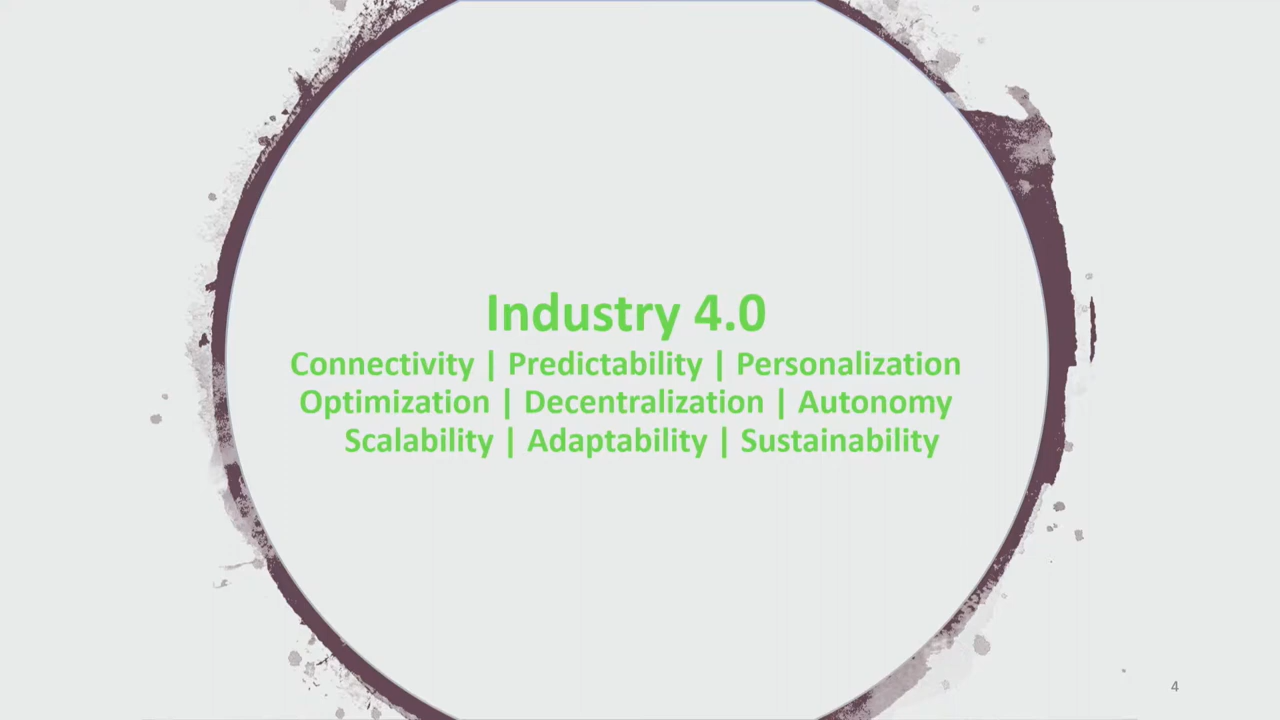 Industry 4.0
Connectivity | Predictability | Personalization
Optimization | Decentralization | Autonomy
Scalability | Adaptability | Sustainability
4